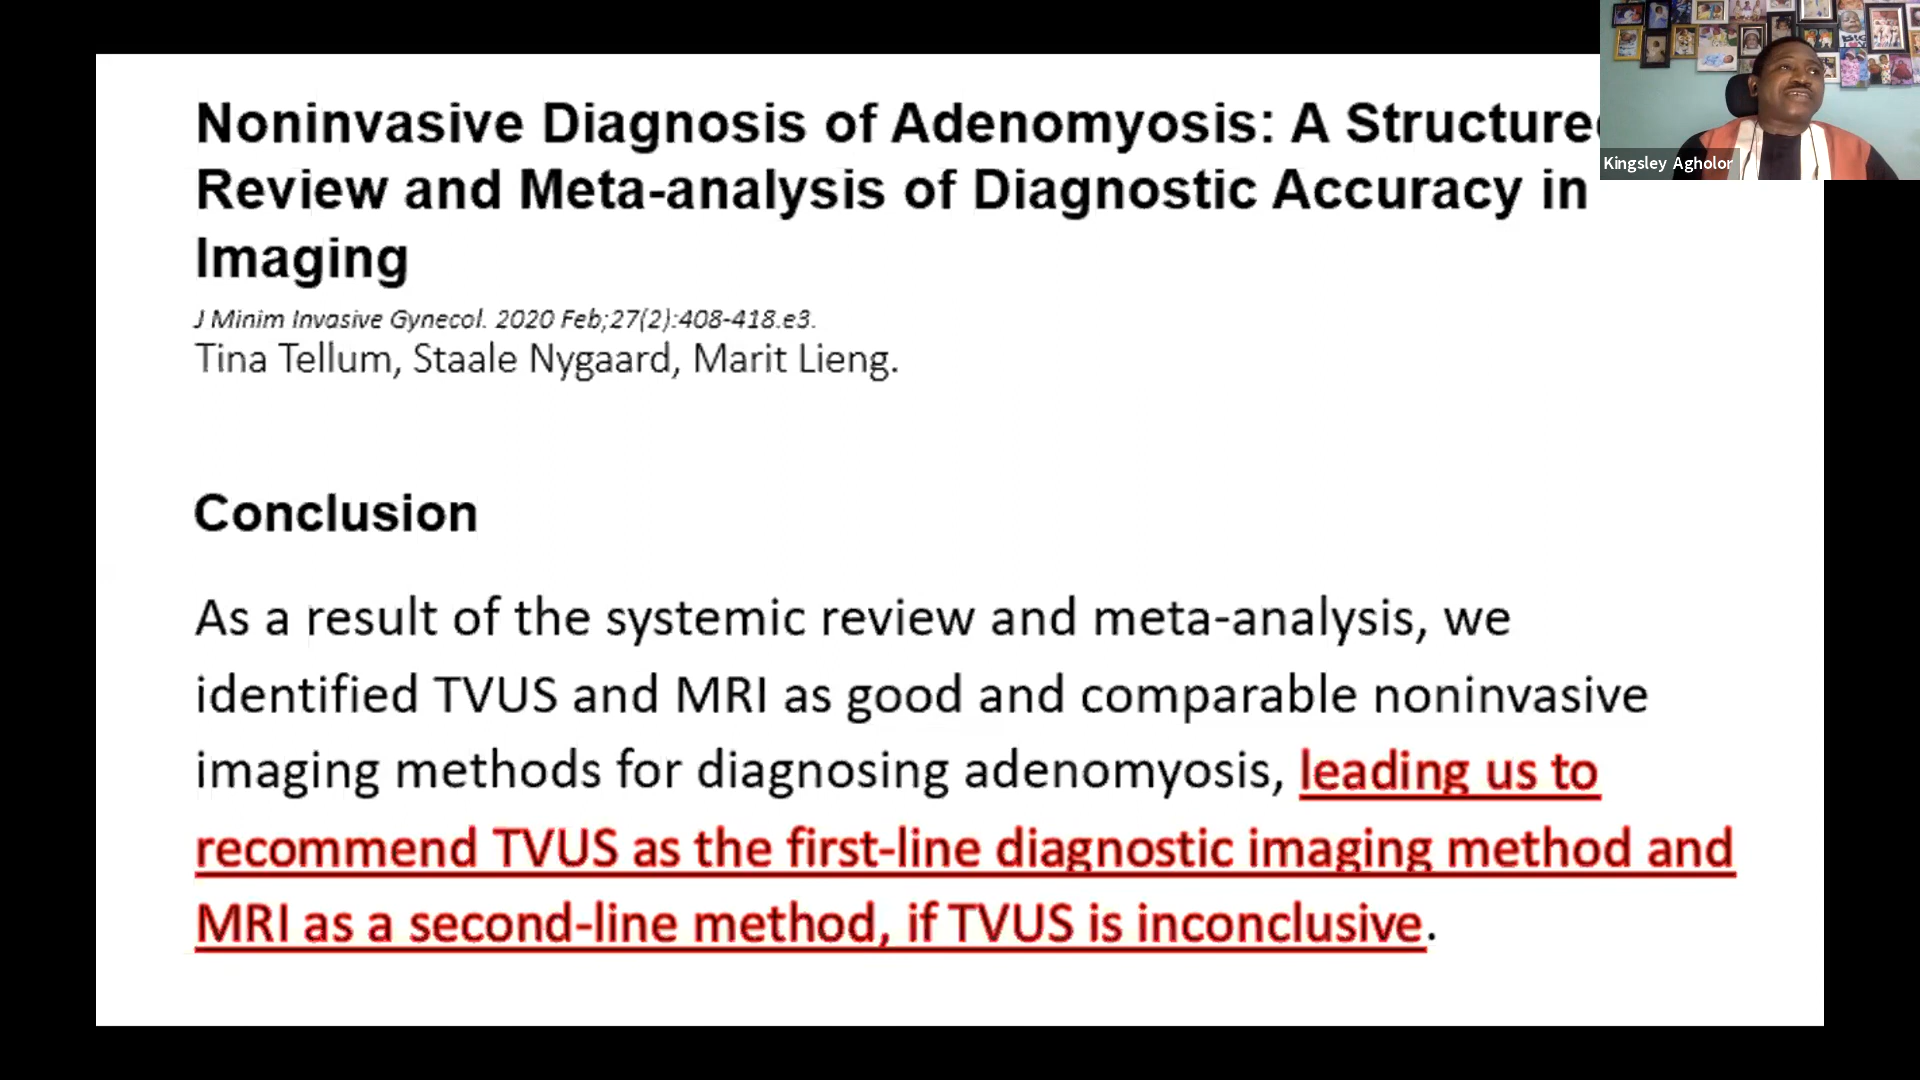 Noninvasive Diagnosis of Adenomyosis: A Structure
Review and Meta-analysis of Diagnostic Accuracy in
Imaging
J Minim Invasive Gynecol. 2020 Feb;27(2):408-418.e3.
Tina Tellum, Staale Nygaard, Marit Lieng.
Conclusion
As a result of the systemic review and meta-analysis, we
identified TVUS and MRI as good and comparable noninvasive
imaging methods for diagnosing adenomyosis, leading us to
recommend TVUS as the first-line diagnostic imaging method and
MRI as a second-line method, if TVUS is inconclusive.
Kingsley Agholor